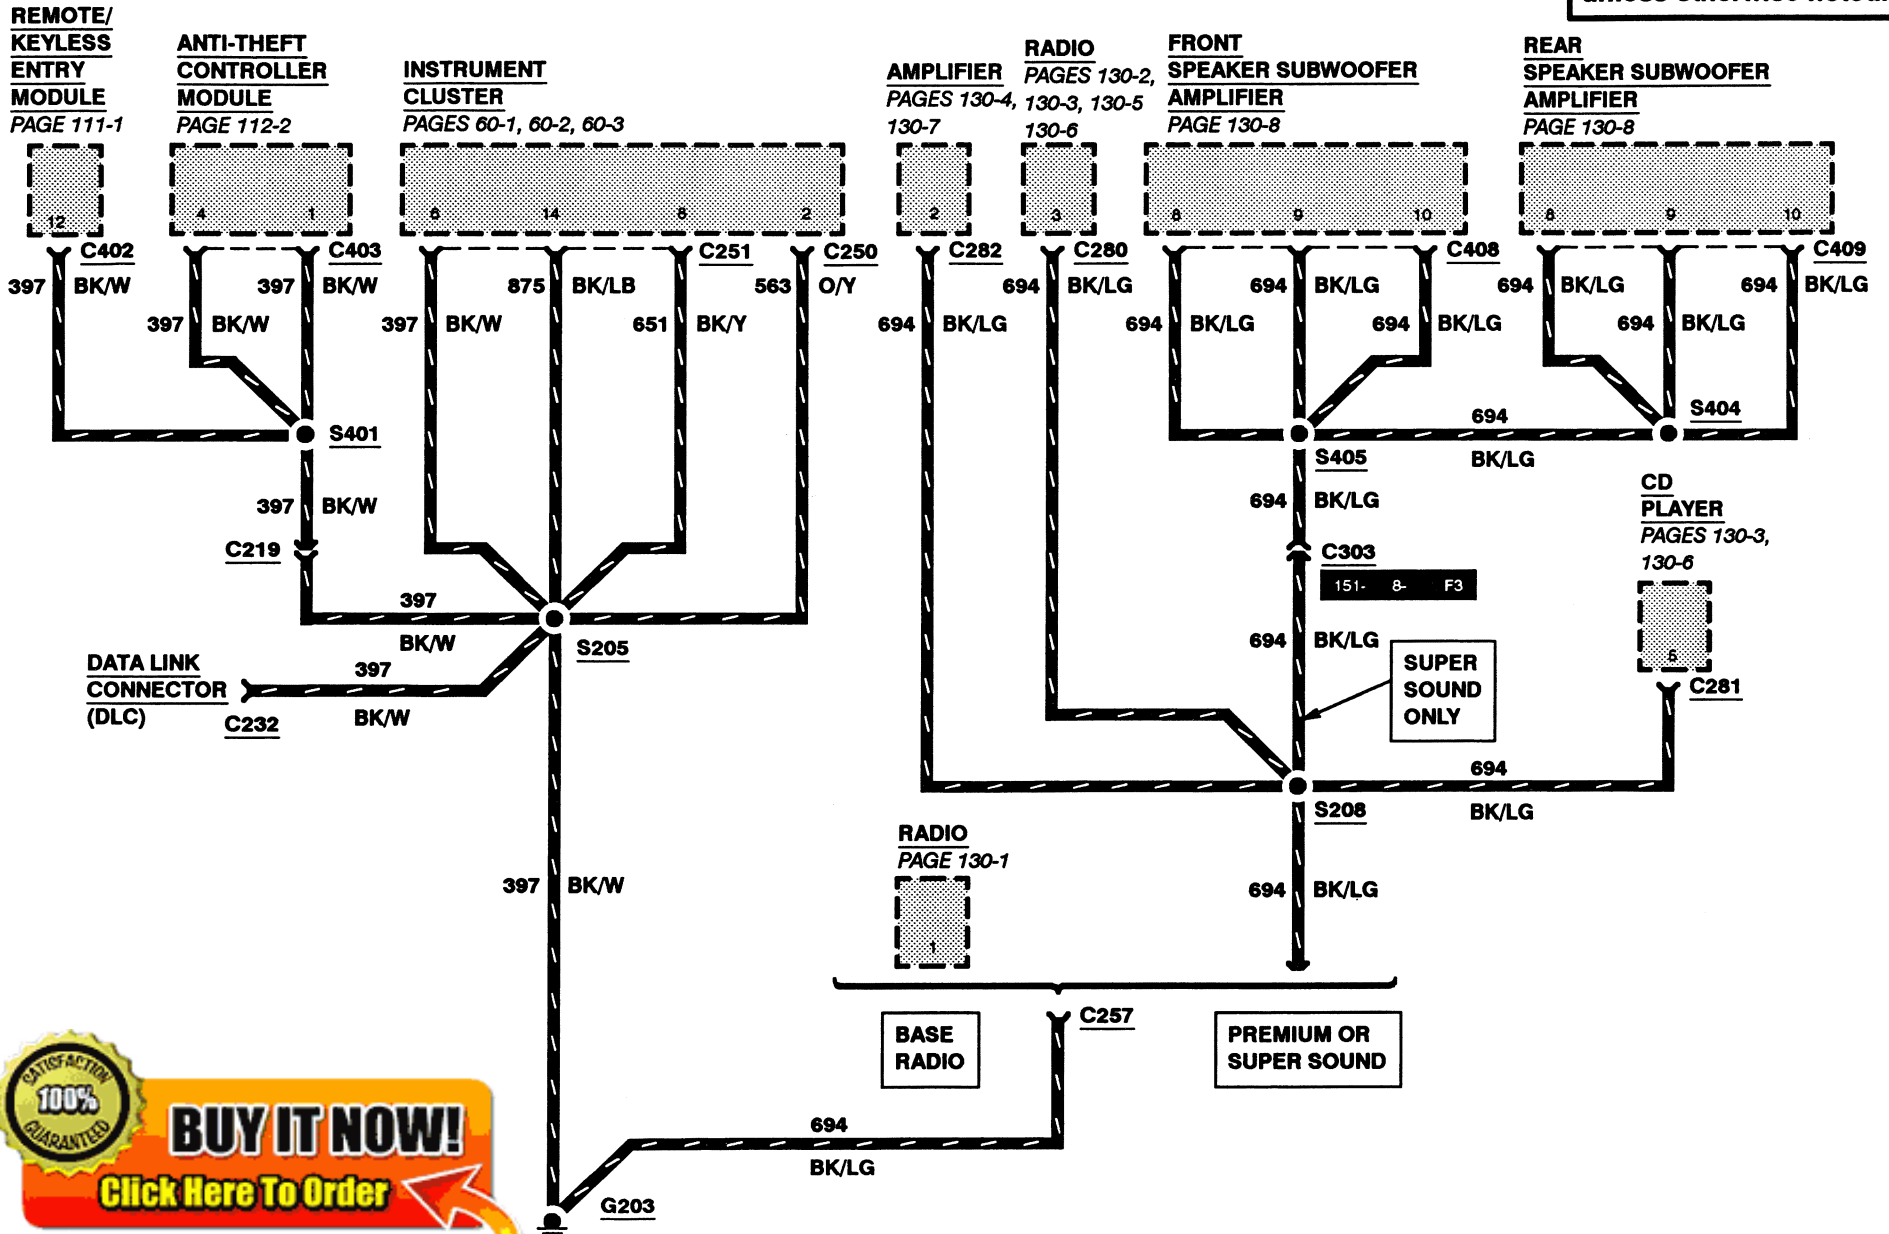 REMOTE/
KEYLESS
ENTRY
MODULE
PAGE 111-1
ANTI-THEFT
CONTROLLER
MODULE
PAGE 112-2
INSTRUMENT
CLUSTER
PAGES 60-1, 60-2, 60-3
AMPLIFIER
PAGES 130-4,
130-7
RADIO
PAGES 130-2,
130-3, 130-5
130-6
FRONT
SPEAKER SUBWOOFER
AMPLIFIER
PAGE 130-8
REAR
SPEAKER SUBWOOFER
AMPLIFIER
PAGE 130-8
12
4 1
6 14 8 2
2
3
8 9 10
8 9 10
C402
C403
C251
C250
C282
C280
C408
C409
397 BK/W
397 BK/W
875 BK/LB
563 O/Y
694 BK/LG
694 BK/LG
694 BK/LG
694 BK/LG
397 BK/W
397 BK/W
651 BK/Y
694 BK/LG
694 BK/LG
694 BK/LG
694 BK/LG
S401
694
BK/LG
S404
S405
397 BK/W
694 BK/LG
CD
PLAYER
PAGES 130-3,
130-6
5
C281
C219
C303
151- 8- F3
397
BK/W
S205
694 BK/LG
SUPER
SOUND
ONLY
DATA LINK
CONNECTOR
(DLC)
397
BK/W
C232
694
BK/LG
S208
RADIO
PAGE 130-1
1
397 BK/W
694 BK/LG
C257
BASE
RADIO
PREMIUM OR
SUPER SOUND
694
BK/LG
G203
SATISFACTION
100%
GUARANTEED
BUY IT NOW!
Click Here To Order